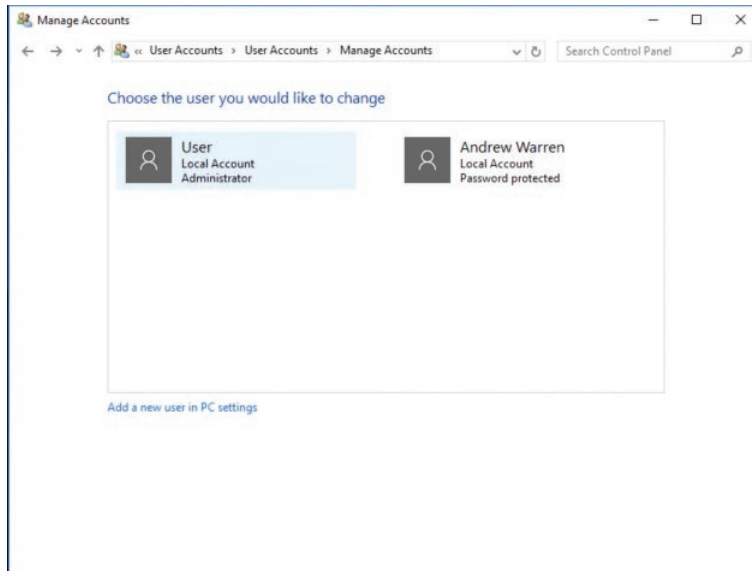 Manage Accounts
« User Accounts › User Accounts › Manage Accounts
Search Control Panel
Choose the user you would like to change
User
Local Account
Administrator
Andrew Warren
Local Account
Password protected
Add a new user in PC settings